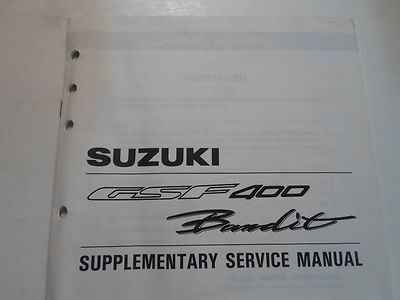 SUZUKI
GSF400
Bandit
SUPPLEMENTARY SERVICE MANUAL